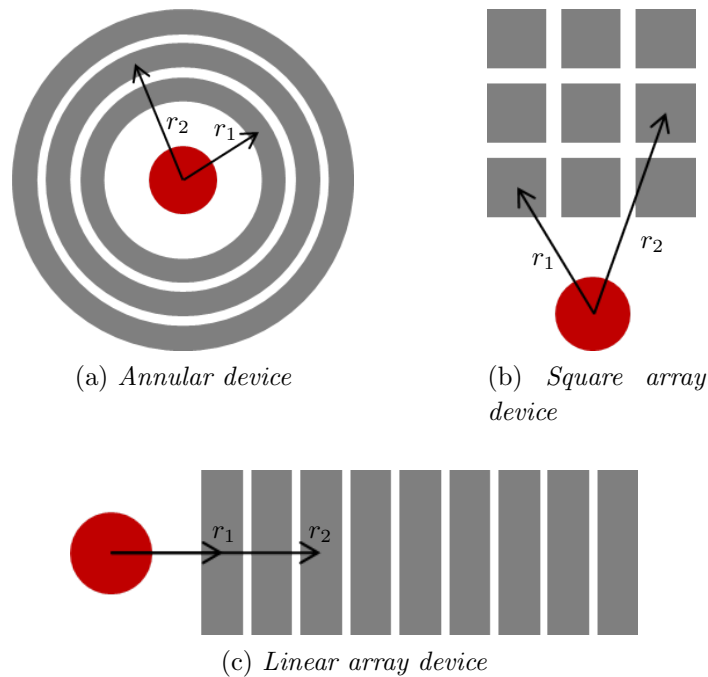 r₂
r₁
(a) Annular device
r₁
r₂
(b) Square array
device
r₁
r₂
(c) Linear array device